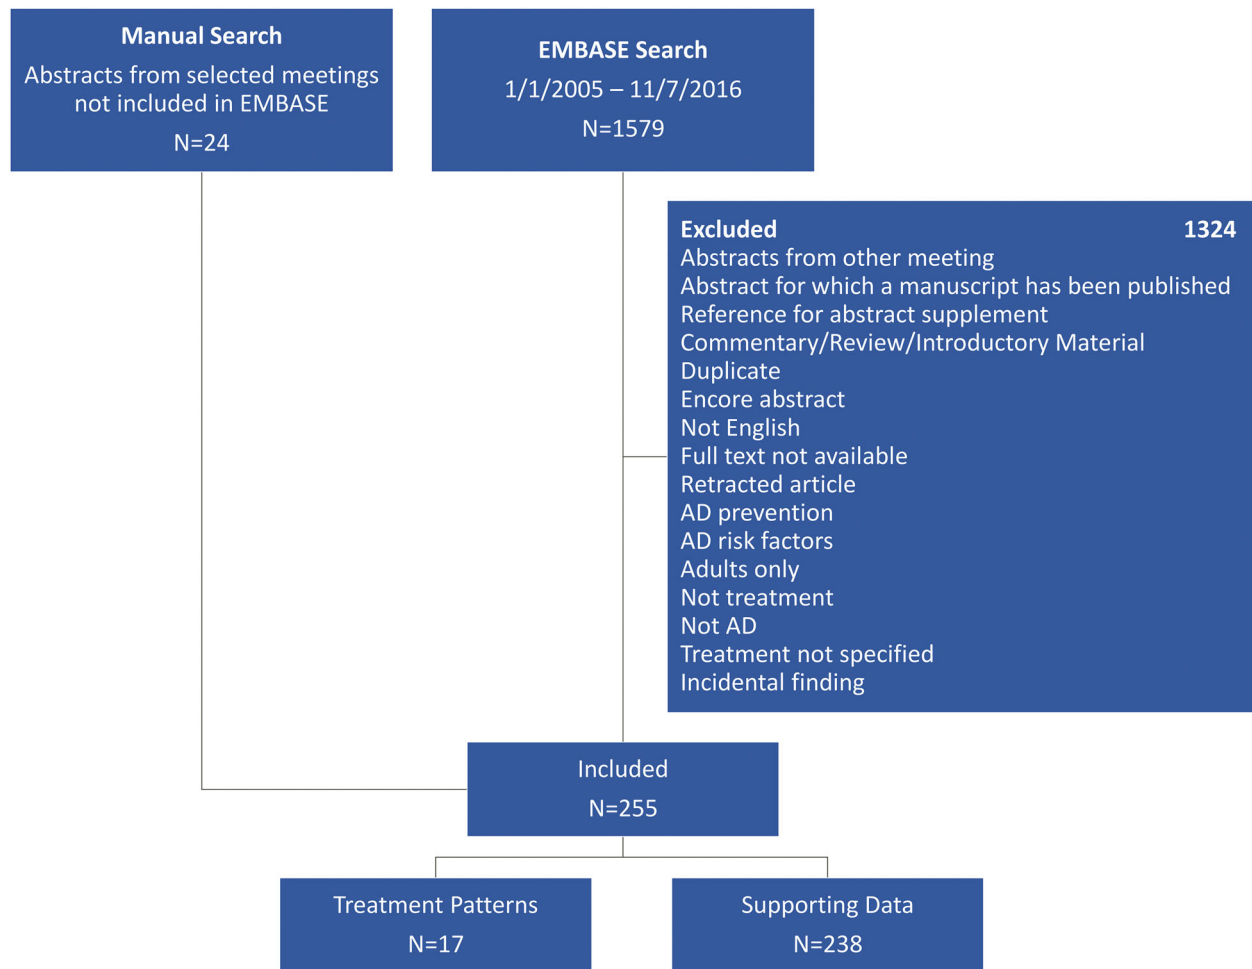 Manual Search
Abstracts from selected meetings
not included in EMBASE
N=24
EMBASE Search
1/1/2005 – 11/7/2016
N=1579
Excluded 1324
Abstracts from other meeting
Abstract for which a manuscript has been published
Reference for abstract supplement
Commentary/Review/Introductory Material
Duplicate
Encore abstract
Not English
Full text not available
Retracted article
AD prevention
AD risk factors
Adults only
Not treatment
Not AD
Treatment not specified
Incidental finding
Included
N=255
Treatment Patterns
N=17
Supporting Data
N=238